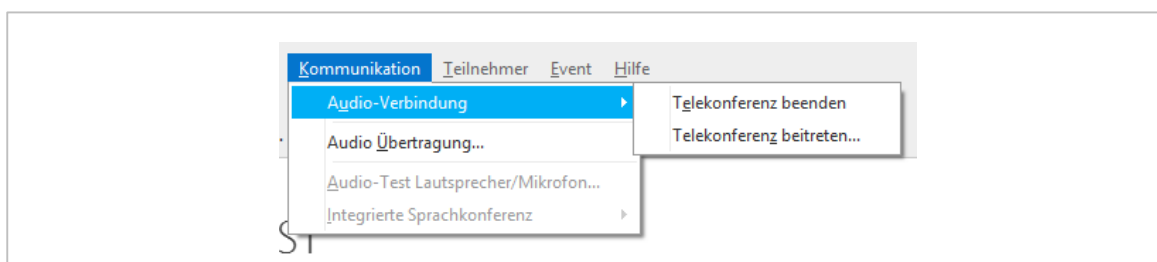 Kommunikation Teilnehmer Event Hilfe
Audio-Verbindung
Telekonferenz beenden
Audio Übertragung...
Telekonferenz beitreten...
Audio-Test Lautsprecher/Mikrofon...
Integrierte Sprachkonferenz